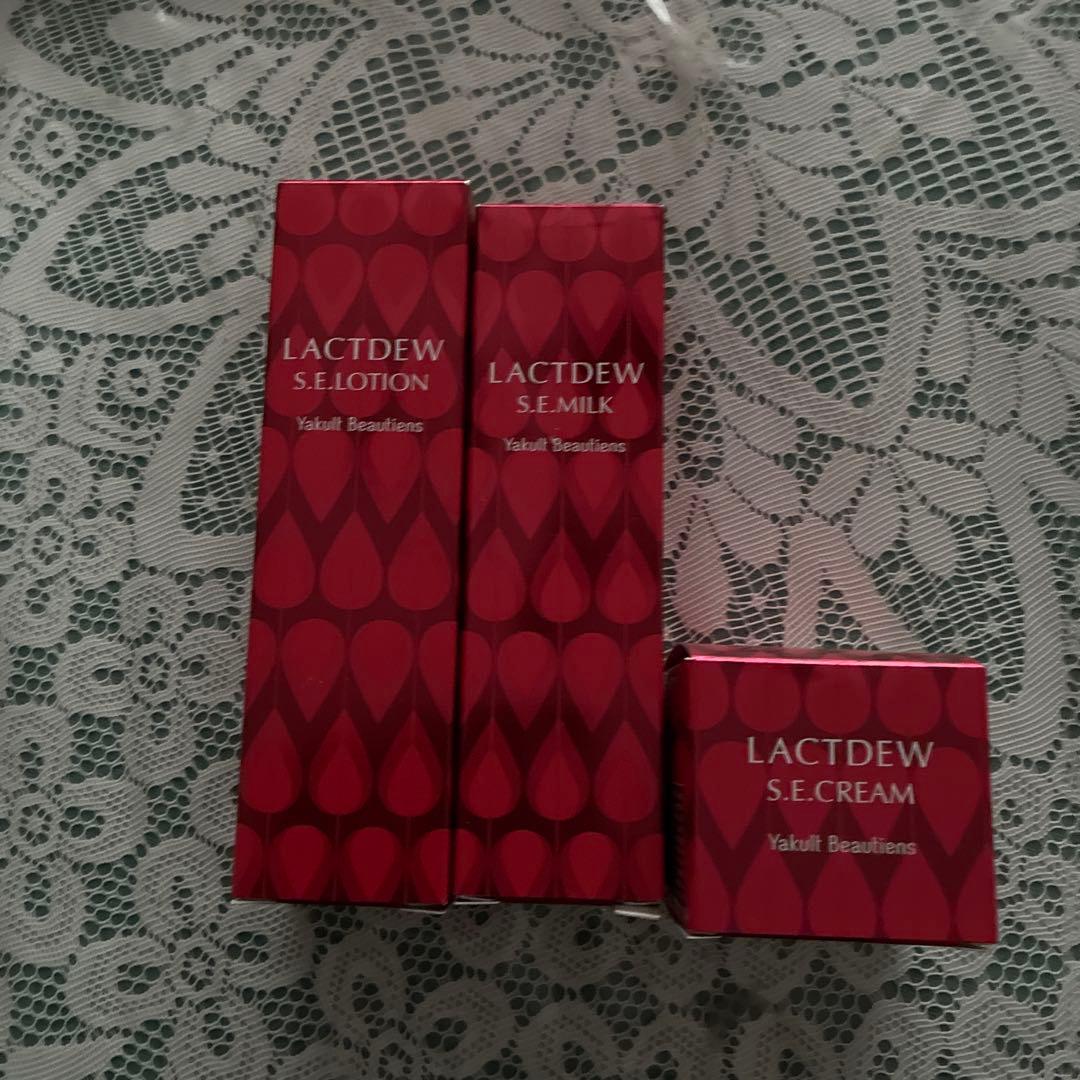 LACTDEW
S.E.LOTION
Yakult Beautiens
LACTDEW
S.E.MILK
Yakult Beautiens
LACTDEW
S.E.CREAM
Yakult Beautiens